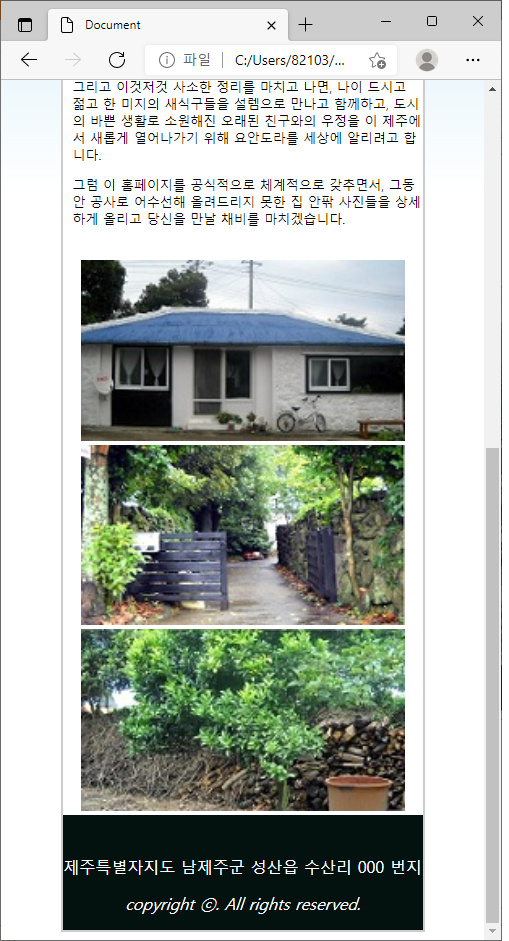 Document
파일
C:/Users/82103/...
그리고 이것저것 사소한 정리를 마치고 나면, 나이 드시고
젊고 한 미지의 새식구들을 설렘으로 만나고 함께하고, 도시
의 바쁜 생활로 소원해진 오래된 친구와의 우정을 이 제주에
서 새롭게 열어나가기 위해 요안도라를 세상에 알리려고 합
니다.
그럼 이 홈페이지를 공식적으로 체계적으로 갖추면서, 그동
안 공사로 어수선해 올려드리지 못한 집 안팎 사진들을 상세
하게 올리고 당신을 만날 채비를 마치겠습니다.
제주특별자지도 남제주군 성산읍 수산리 000 번지
copyright ⓒ. All rights reserved.